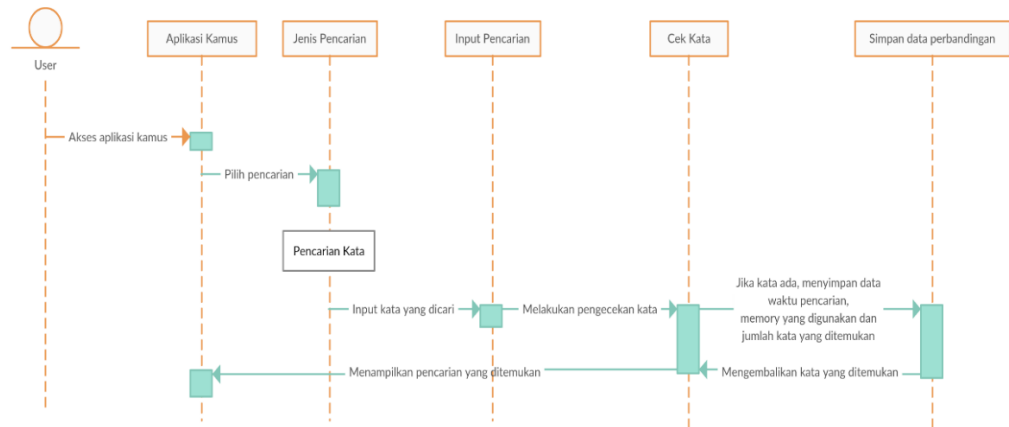 Aplikasi Kamus
Jenis Pencarian
Input Pencarian
Cek Kata
Simpan data perbandingan
User
Akses aplikasi kamus
Pilih pencarian
Pencarian Kata
Jika kata ada, menyimpan data
waktu pencarian,
memory yang digunakan dan
jumlah kata yang ditemukan
Input kata yang dicari
Melakukan pengecekan kata
Menampilkan pencarian yang ditemukan
Mengembalikan kata yang ditemukan